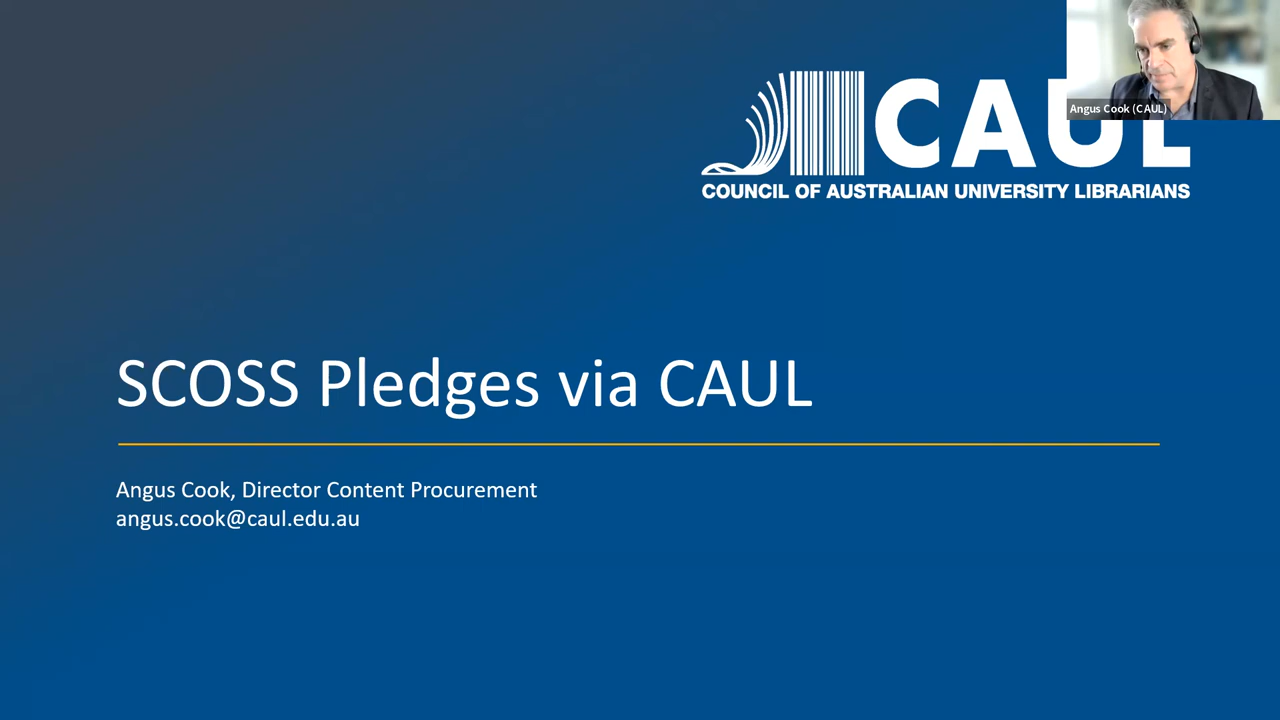 CAUL
Angus Cook (CAUL)
COUNCIL OF AUSTRALIAN UNIVERSITY LIBRARIANS
SCOSS Pledges via CAUL
Angus Cook, Director Content Procurement
angus.cook@caul.edu.au